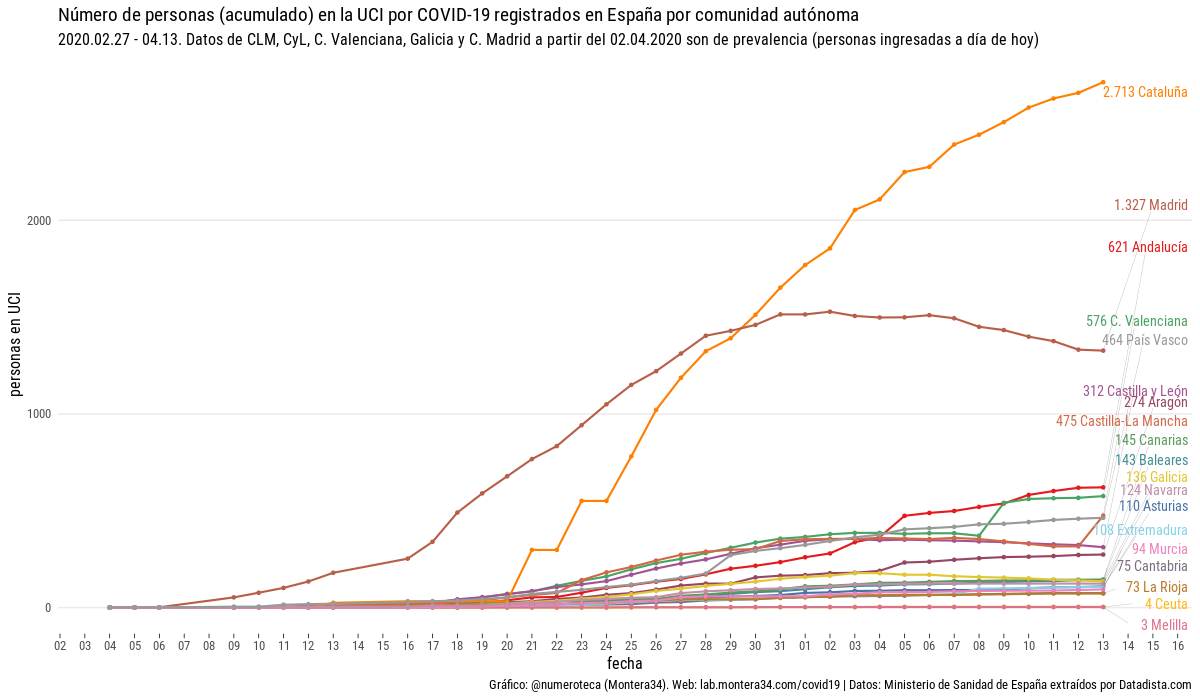 Número de personas (acumulado) en la UCI por COVID-19 registrados en España por comunidad autónoma
2020.02.27 - 04.13. Datos de CLM, CyL, C. Valenciana, Galicia y C. Madrid a partir del 02.04.2020 son de prevalencia (personas ingresadas a día de hoy)
personas en UCI
2000
1000
0
2.713 Cataluña
1.327 Madrid
621 Andalucía
576 C. Valenciana
464 País Vasco
312 Castilla y León
274 Aragón
475 Castilla-La Mancha
145 Canarias
143 Baleares
136 Galicia
124 Navarra
110 Asturias
108 Extremadura
94 Murcia
75 Cantabria
73 La Rioja
4 Ceuta
3 Melilla
02 03 04 05 06 07 08 09 10 11 12 13 14 15 16 17 18 19 20 21 22 23 24 25 26 27 28 29 30 31 01 02 03 04 05 06 07 08 09 10 11 12 13 14 15 16
fecha
Gráfico: @numeroteca (Montera34). Web: lab.montera34.com/covid19 | Datos: Ministerio de Sanidad de España extraídos por Datadista.com